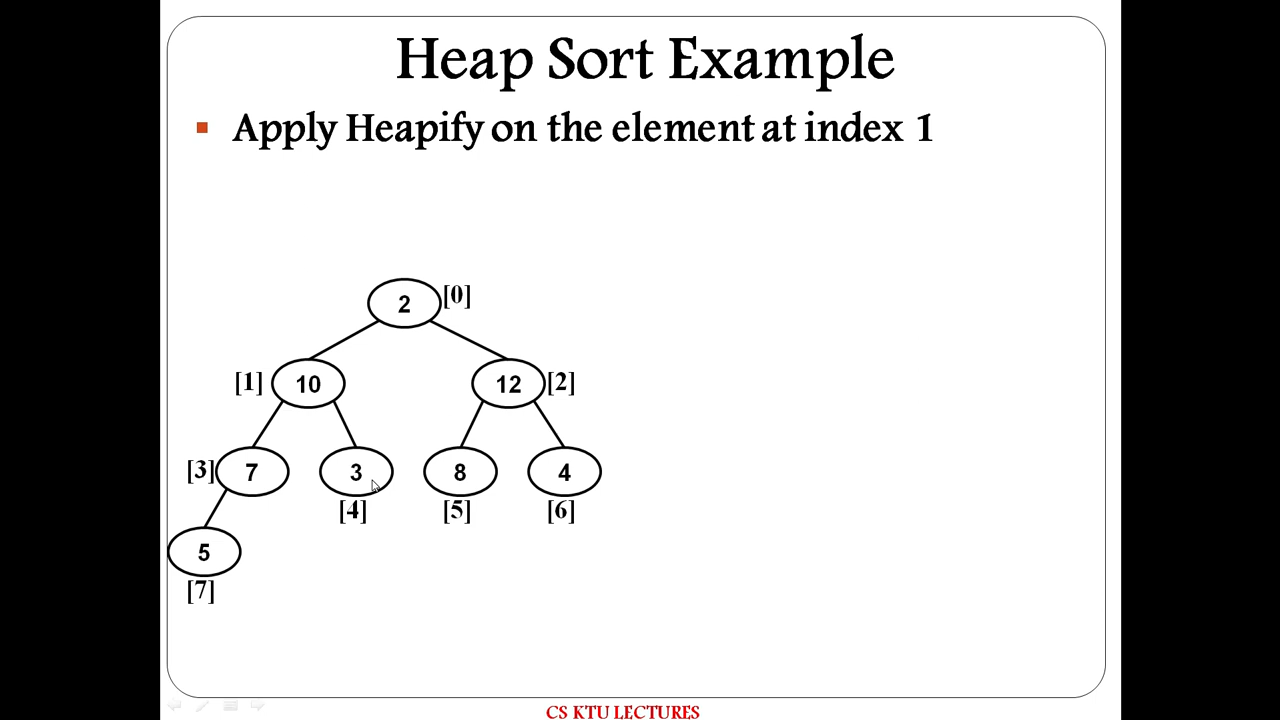 Heap Sort Example
Apply Heapify on the element at index 1
2 [0]
[1] 10 12 [2]
[3] 7 3 8 4
[4] [5] [6]
5
[7]
CS KTU LECTURES